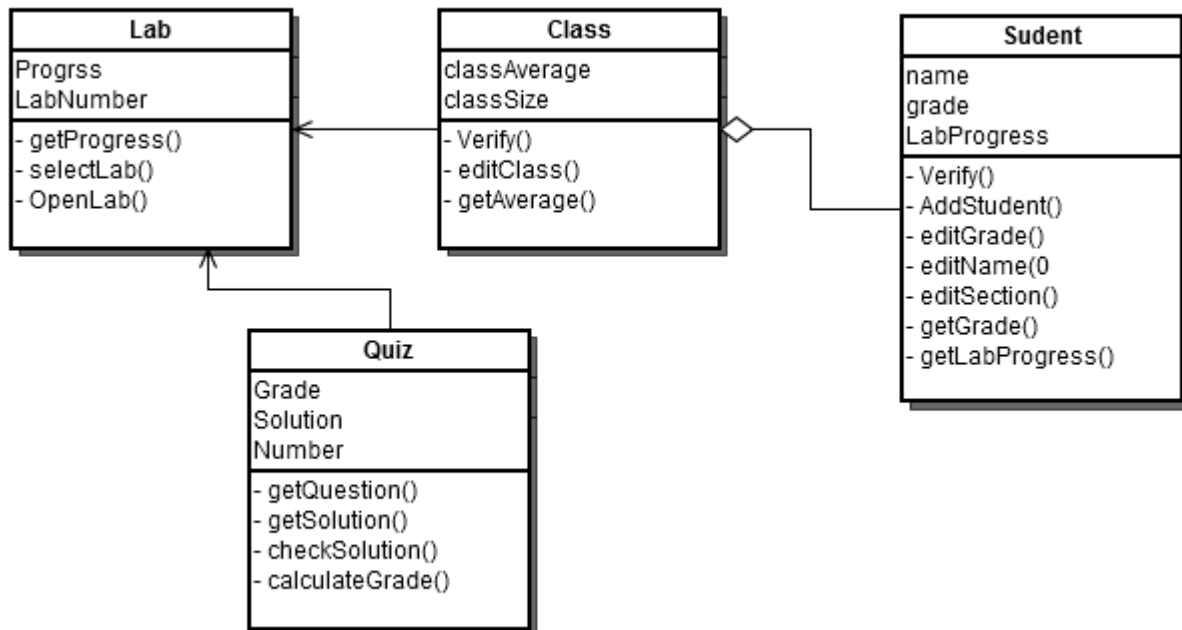 Lab
Progrss
LabNumber
- getProgress()
- selectLab()
- OpenLab()
Class
classAverage
classSize
- Verify()
- editClass()
- getAverage()
Sudent
name
grade
LabProgress
- Verify()
- AddStudent()
- editGrade()
- editName(0
- editSection()
- getGrade()
- getLabProgress()
Quiz
Grade
Solution
Number
- getQuestion()
- getSolution()
- checkSolution()
- calculateGrade()